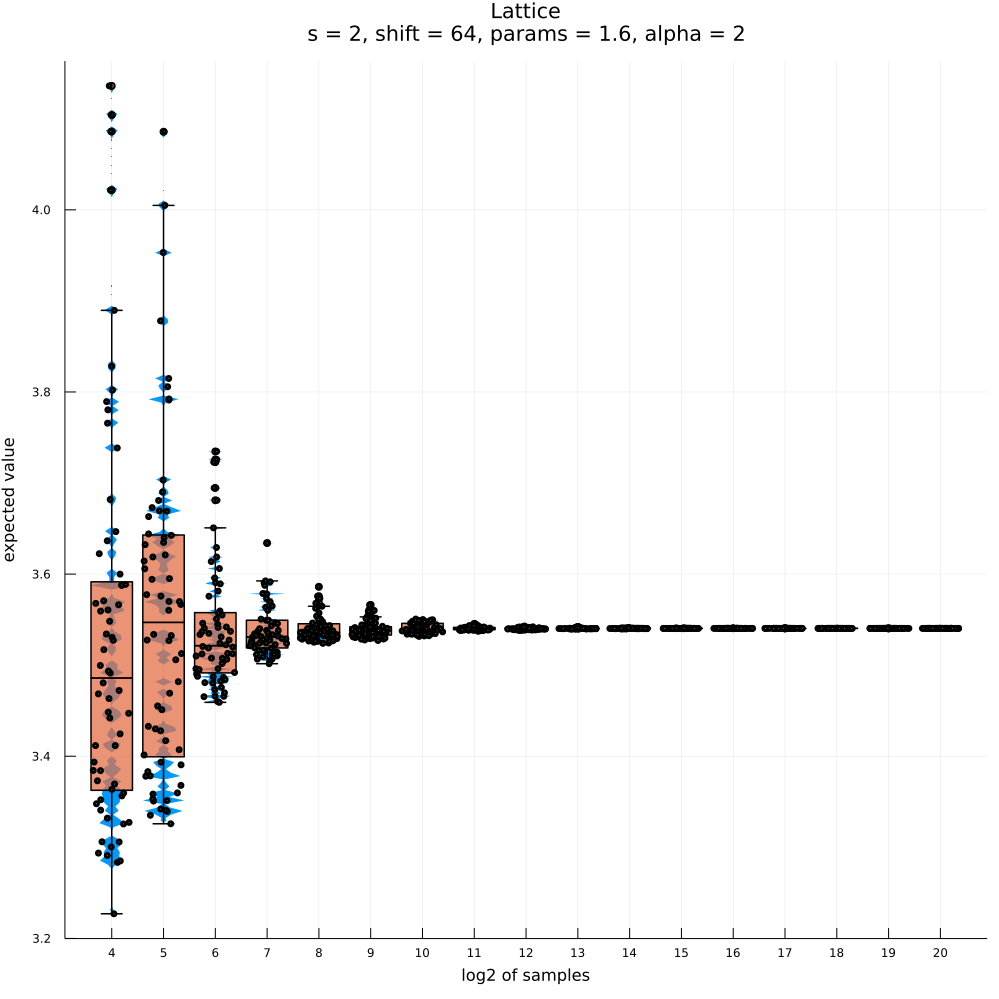 Lattice
s = 2, shift = 64, params = 1.6, alpha = 2
expected value
4.0
3.8
3.6
3.4
3.2
4 5 6 7 8 9 10 11 12 13 14 15 16 17 18 19 20
log2 of samples